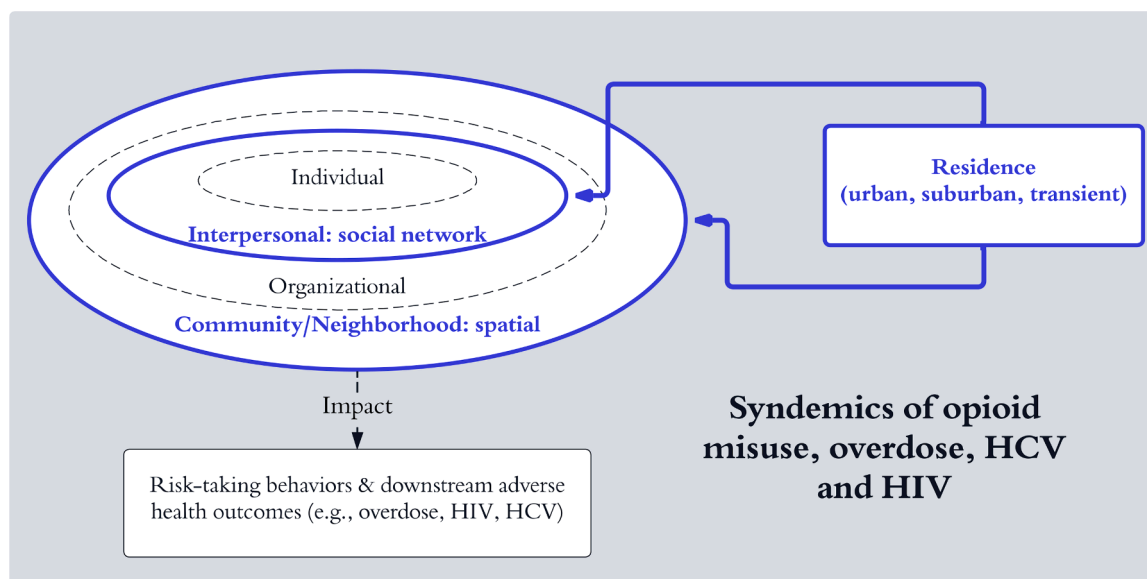 Individual
Interpersonal: social network
Organizational
Community/Neighborhood: spatial
Residence
(urban, suburban, transient)
Impact
Risk-taking behaviors & downstream adverse
health outcomes (e.g., overdose, HIV, HCV)
Syndemics of opioid
misuse, overdose, HCV
and HIV